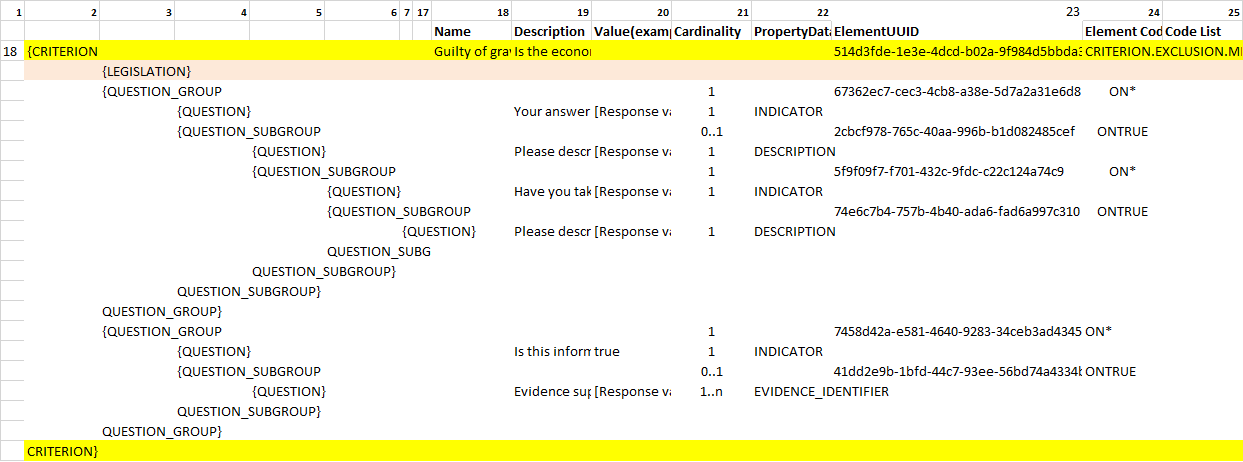 1 2 3 4 5 6 7 17 18 19 20 21 22 23 24 25
Name Description Value(examp Cardinality PropertyData ElementUUID Element Cod Code List
18 {CRITERION Guilty of grav Is the econor 514d3fde-1e3e-4dcd-b02a-9f984d5bbda3 CRITERION.EXCLUSION.MI
{LEGISLATION}
{QUESTION_GROUP 1 67362ec7-cec3-4cb8-a38e-5d7a2a31e6d8 ON*
{QUESTION} Your answer [Response va 1 INDICATOR
{QUESTION_SUBGROUP 0..1 2cbcf978-765c-40aa-996b-b1d082485cef ONTRUE
{QUESTION} Please descr [Response va 1 DESCRIPTION
{QUESTION_SUBGROUP 1 5f9f09f7-f701-432c-9fdc-c22c124a74c9 ON*
{QUESTION} Have you tak [Response va 1 INDICATOR
{QUESTION_SUBGROUP 74e6c7b4-757b-4b40-ada6-fad6a997c310 ONTRUE
{QUESTION} Please descr [Response va 1 DESCRIPTION
QUESTION_SUBG
QUESTION_SUBGROUP}
QUESTION_SUBGROUP}
QUESTION_GROUP}
{QUESTION_GROUP 1 7458d42a-e581-4640-9283-34ceb3ad4345 ON*
{QUESTION} Is this inform true 1 INDICATOR
{QUESTION_SUBGROUP 0..1 41dd2e9b-1bfd-44c7-93ee-56bd74a4334b ONTRUE
{QUESTION} Evidence sup [Response va 1..n EVIDENCE_IDENTIFIER
QUESTION_SUBGROUP}
QUESTION_GROUP}
CRITERION}